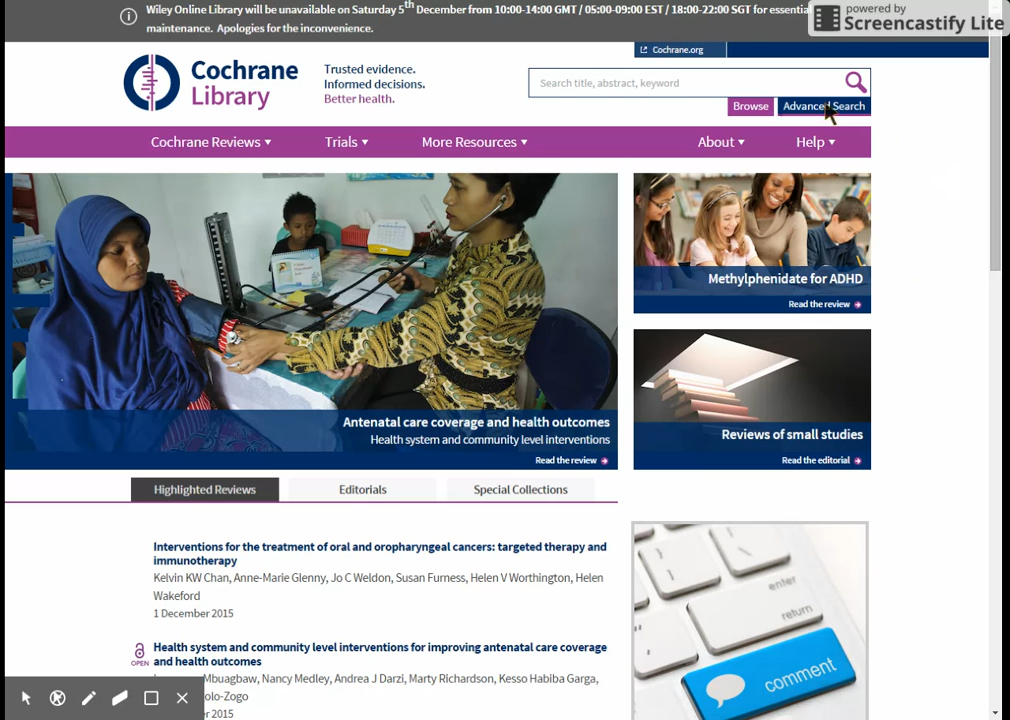 Wiley Online Library will be unavailable on Saturday 5th December from 10:00-14:00 GMT / 05:00-09:00 EST / 18:00-22:00 SGT for
maintenance. Apologies for the inconvenience.
powered by
Screencastify Lite
Cochrane.org
Cochrane
Library
Trusted evidence.
Informed decisions.
Better health.
Search title, abstract, keyword
Browse
Advanced Search
Cochrane Reviews
Trials
More Resources
About
Help
Antenatal care coverage and health outcomes
Health system and community level interventions
Read the review
Methylphenidate for ADHD
Read the review
Reviews of small studies
Read the editorial
Highlighted Reviews
Editorials
Special Collections
Interventions for the treatment of oral and oropharyngeal cancers: targeted therapy and
immunotherapy
Kelvin KW Chan, Anne-Marie Glenny, Jo C Weldon, Susan Furness, Helen V Worthington, Helen
Wakeford
1 December 2015
OPEN
Health system and community level interventions for improving antenatal care coverage
and health outcomes
Nancy Medley, Andrea J Darzi, Marty Richardson, Kesso Habiba Garga,
2015
enter
return
comment